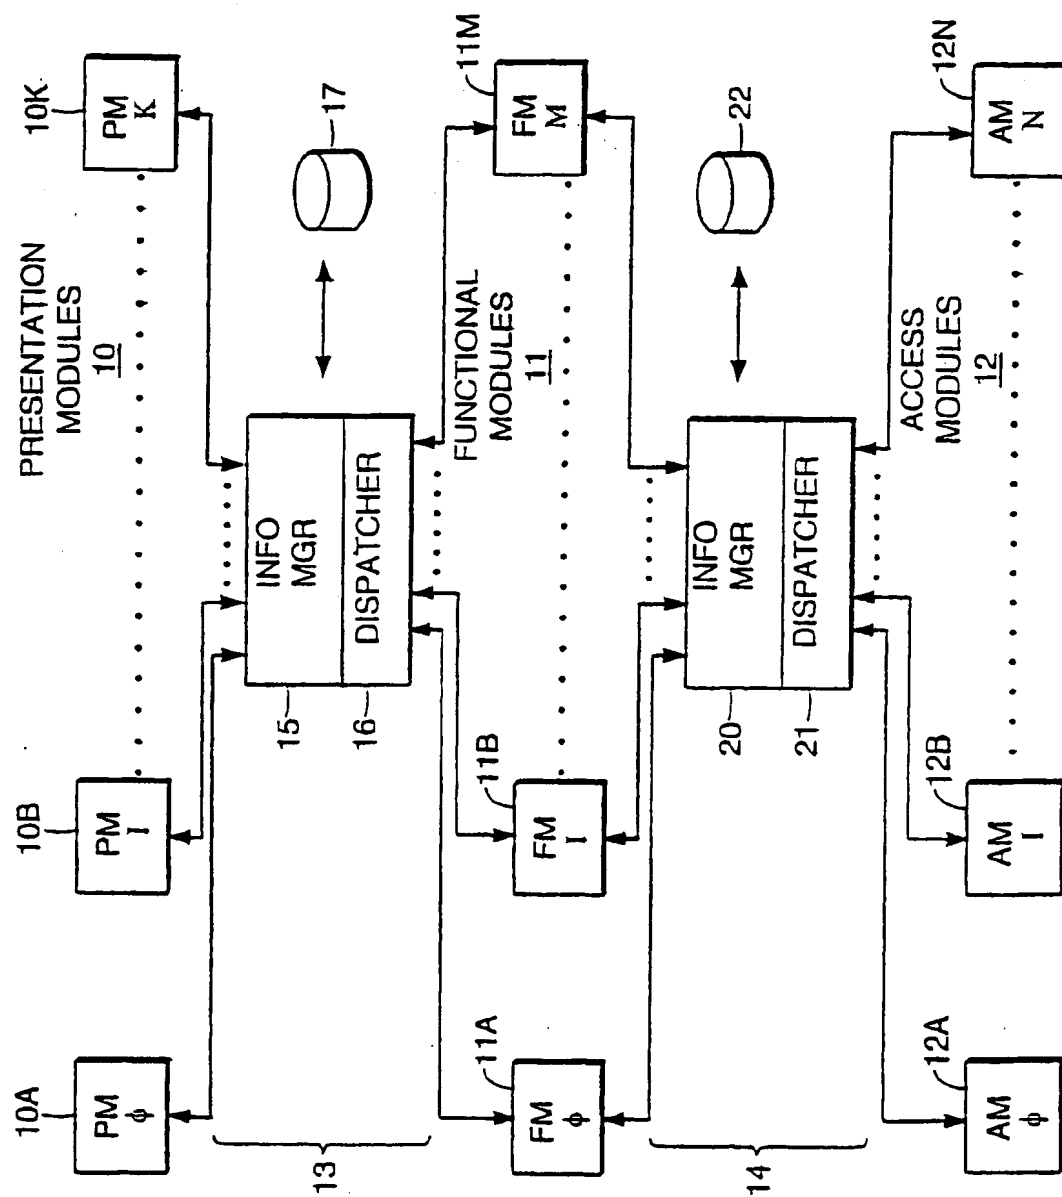 PRESENTATION
MODULES
10
10A
PM
ϕ
10B
PM
I
10K
PM
K
13
15
INFO
MGR
16
DISPATCHER
17
FUNCTIONAL
MODULES
11
11A
FM
ϕ
11B
FM
I
11M
FM
M
14
20
INFO
MGR
21
DISPATCHER
22
ACCESS
MODULES
12
12A
AM
ϕ
12B
AM
I
12N
AM
N